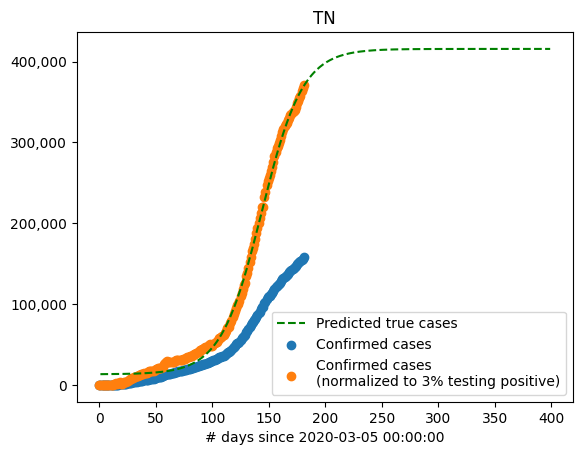 TN
400,000
300,000
200,000
100,000
0
Predicted true cases
Confirmed cases
Confirmed cases
(normalized to 3% testing positive)
0 50 100 150 200 250 300 350 400
# days since 2020-03-05 00:00:00